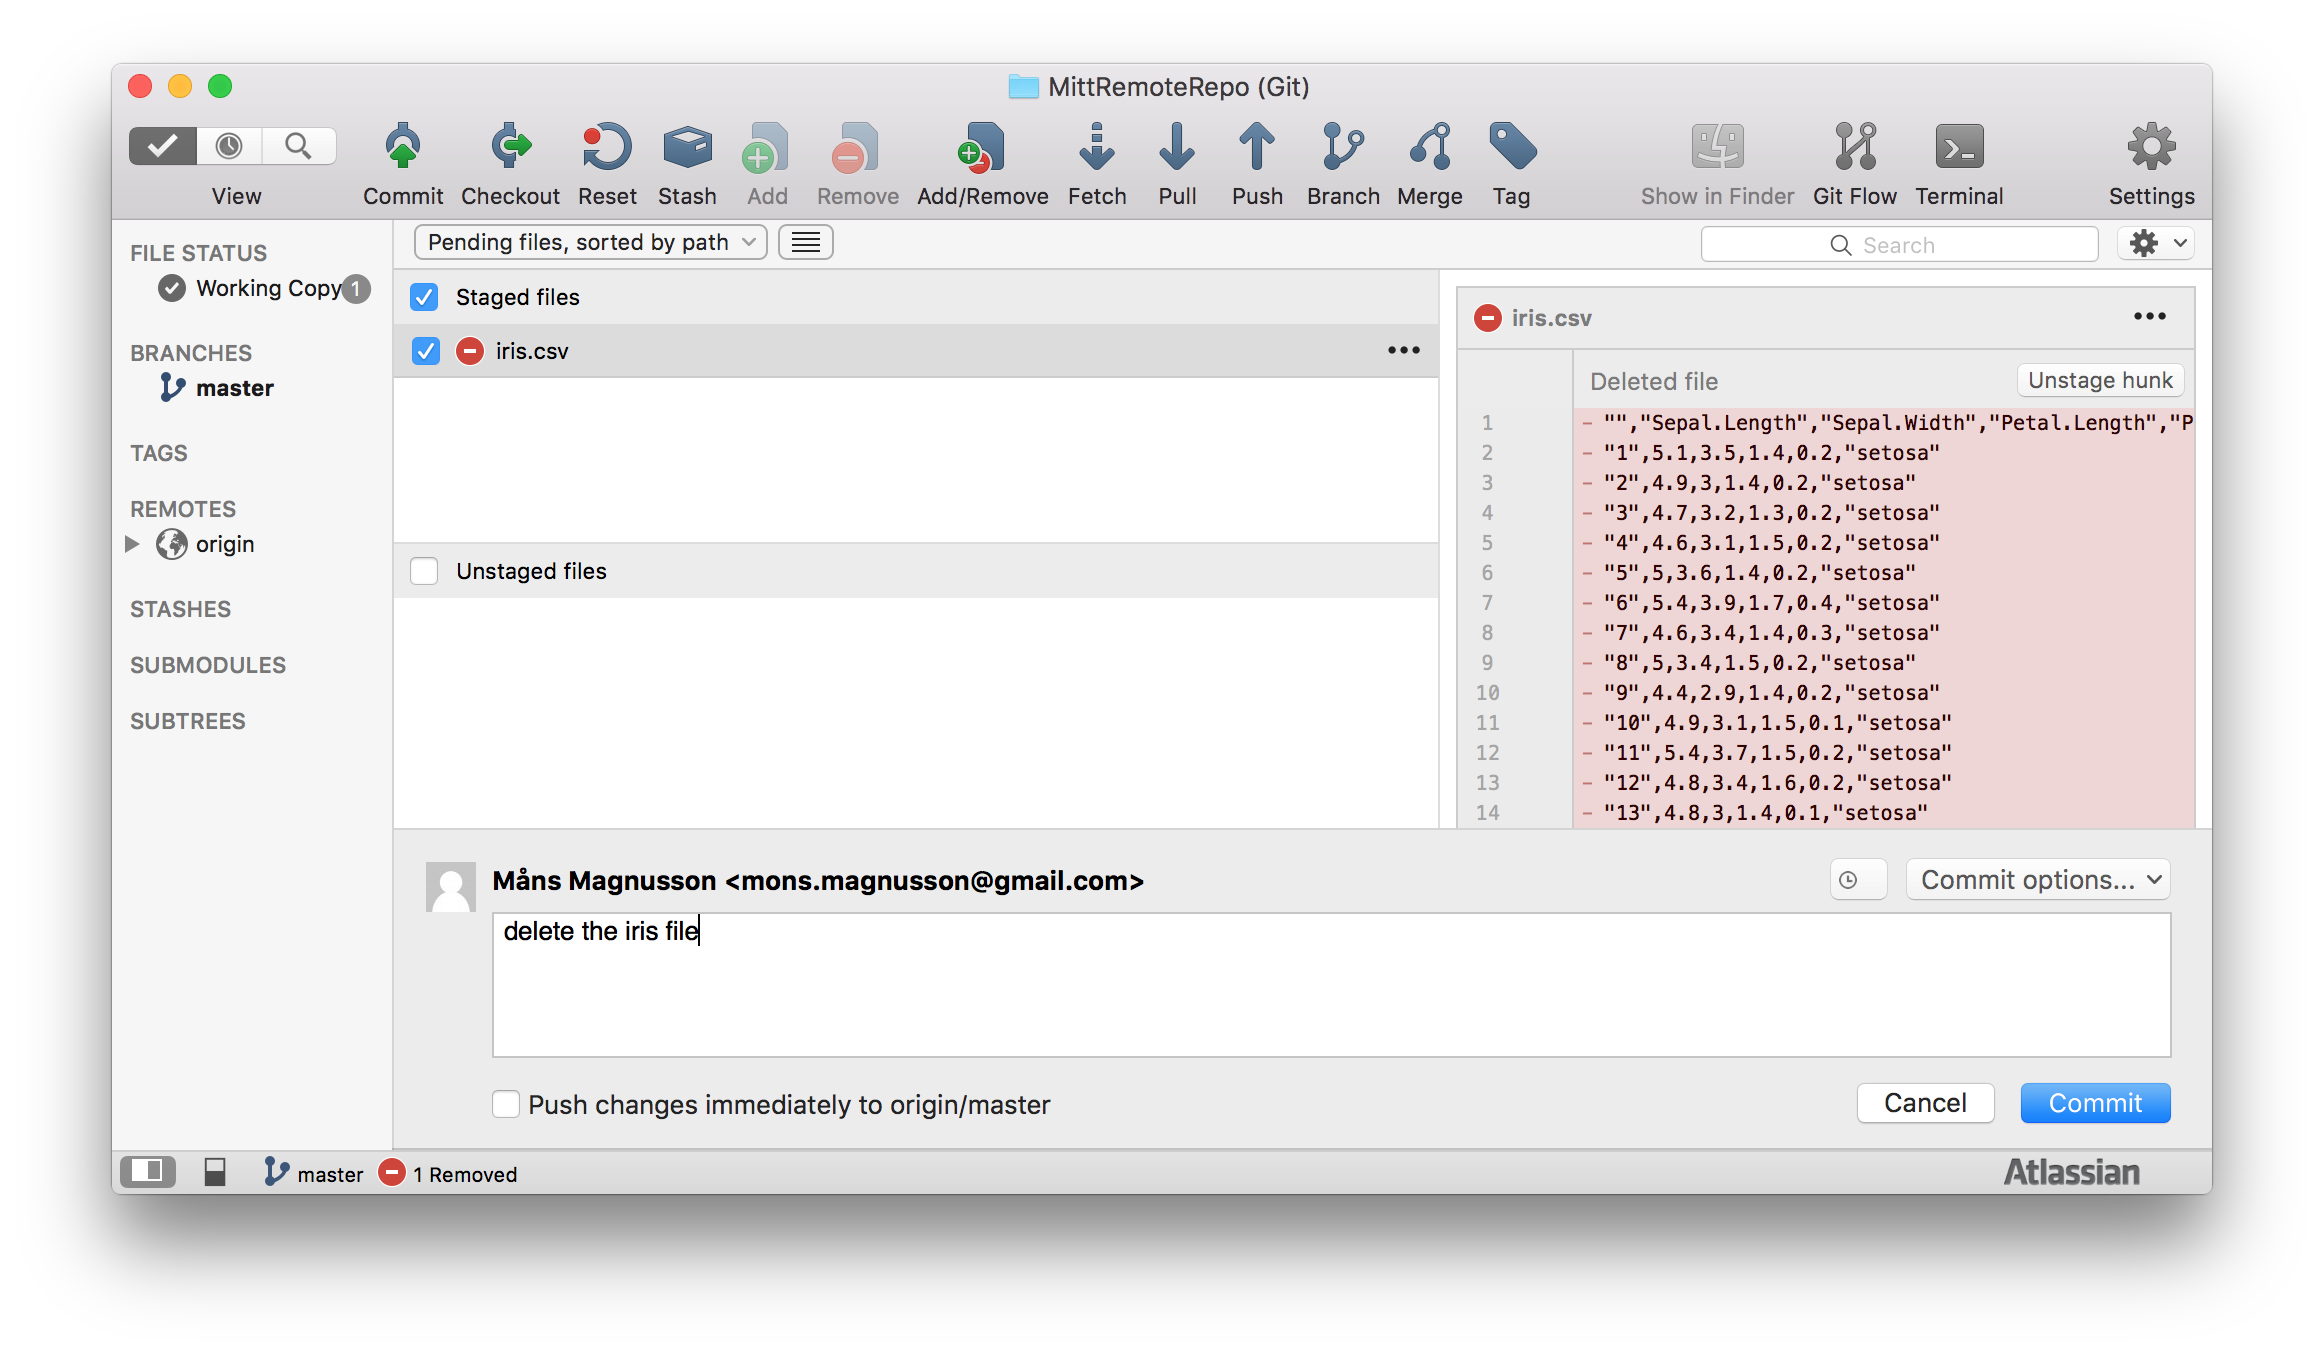 MittRemoteRepo (Git)
View
Commit
Checkout
Reset
Stash
Add
Remove
Add/Remove
Fetch
Pull
Push
Branch
Merge
Tag
Show in Finder
Git Flow
Terminal
Settings
FILE STATUS
Working Copy 1
BRANCHES
master
TAGS
REMOTES
origin
STASHES
SUBMODULES
SUBTREES
Pending files, sorted by path
Search
Staged files
iris.csv
Unstaged files
iris.csv
Deleted file
Unstage hunk
1 - "","Sepal.Length","Sepal.Width","Petal.Length","P
2 - "1",5.1,3.5,1.4,0.2,"setosa"
3 - "2",4.9,3,1.4,0.2,"setosa"
4 - "3",4.7,3.2,1.3,0.2,"setosa"
5 - "4",4.6,3.1,1.5,0.2,"setosa"
6 - "5",5,3.6,1.4,0.2,"setosa"
7 - "6",5.4,3.9,1.7,0.4,"setosa"
8 - "7",4.6,3.4,1.4,0.3,"setosa"
9 - "8",5,3.4,1.5,0.2,"setosa"
10 - "9",4.4,2.9,1.4,0.2,"setosa"
11 - "10",4.9,3.1,1.5,0.1,"setosa"
12 - "11",5.4,3.7,1.5,0.2,"setosa"
13 - "12",4.8,3.4,1.6,0.2,"setosa"
14 - "13",4.8,3,1.4,0.1,"setosa"
Måns Magnusson <mons.magnusson@gmail.com>
Commit options...
delete the iris file
Push changes immediately to origin/master
Cancel
Commit
master
1 Removed
Atlassian